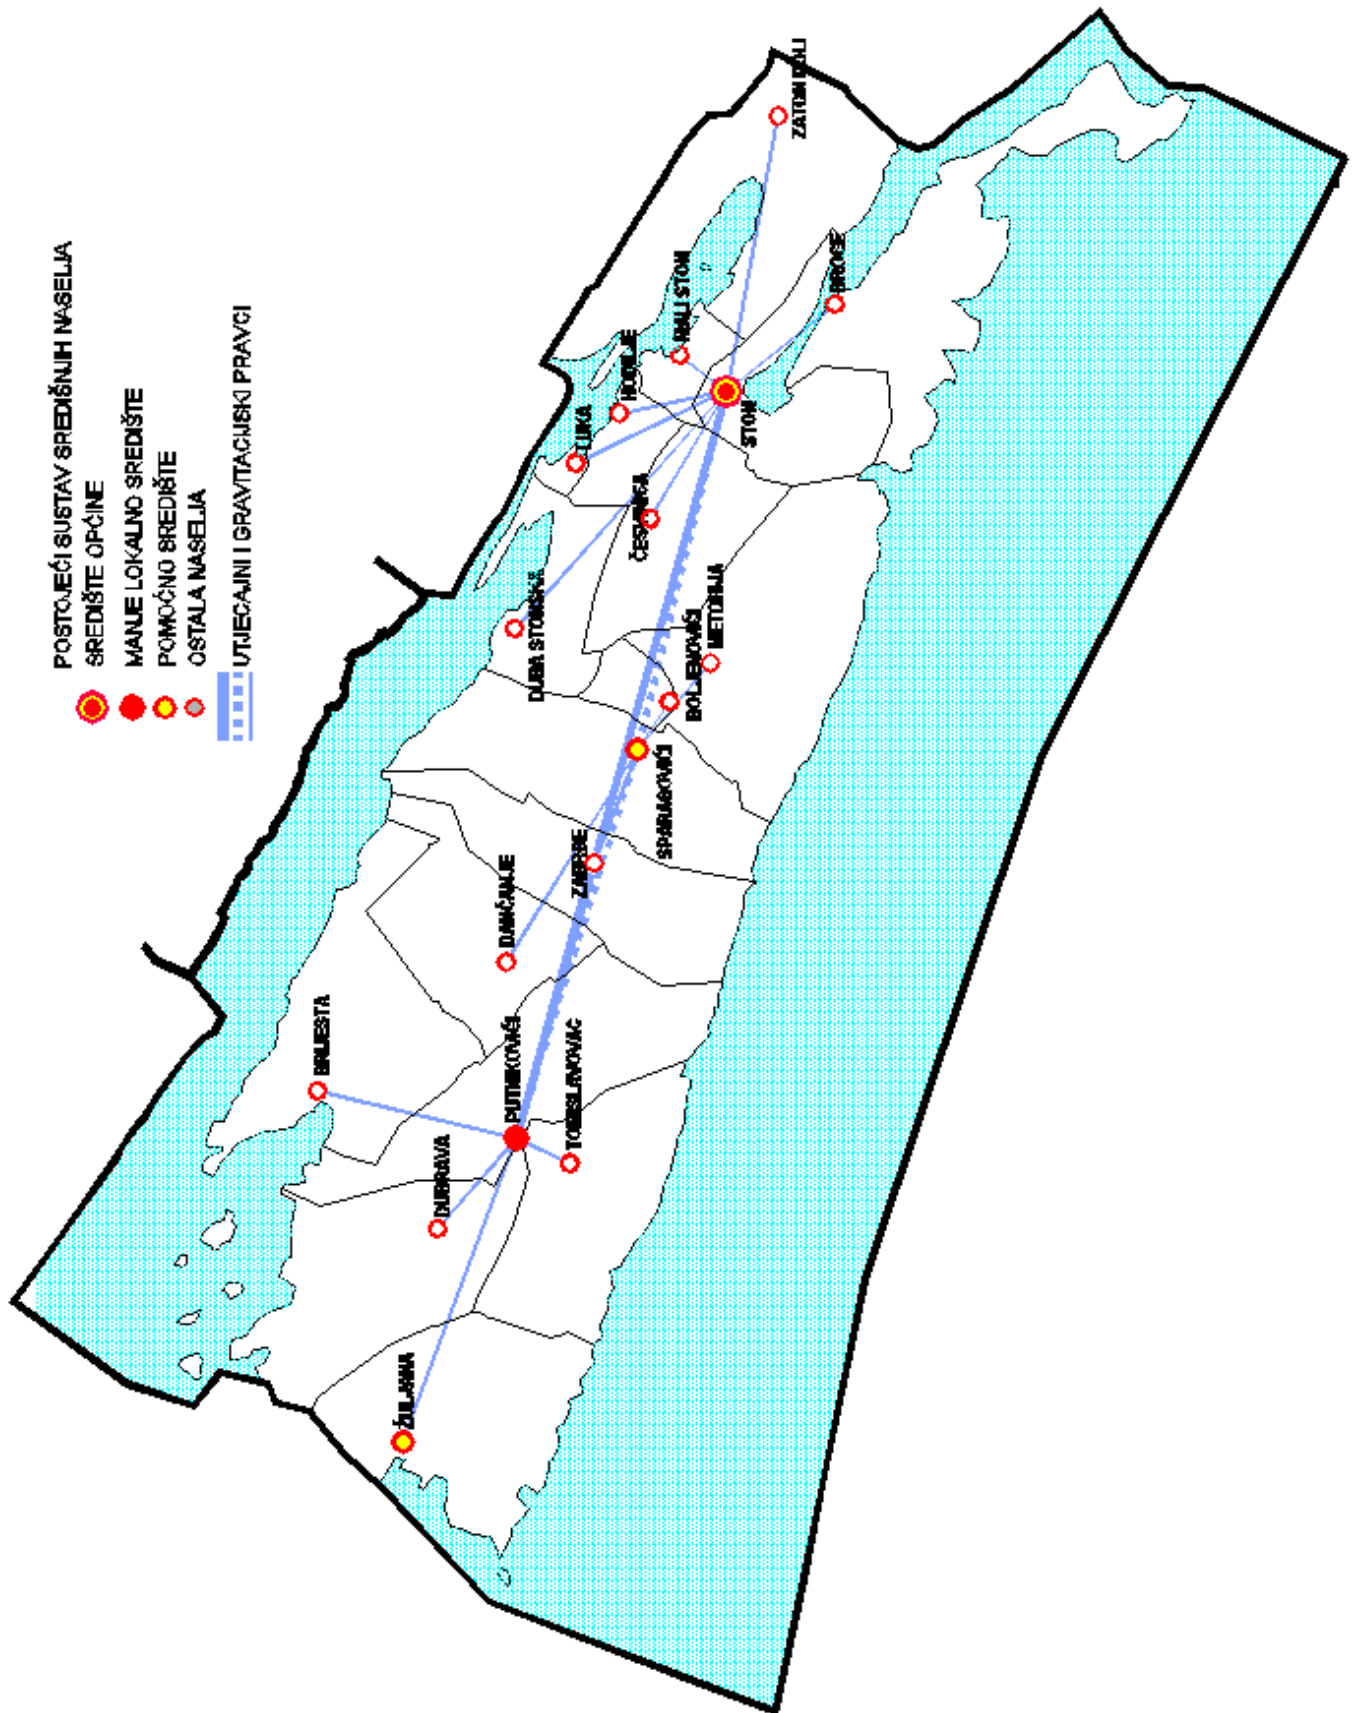 POSTOJEĆI SUSTAV SREDIŠNJIH NASELJA
SREDIŠTE OPĆINE
MANJE LOKALNO SREDIŠTE
POMOĆNO SREDIŠTE
OSTALA NASELJA
UTJECAJNI I GRAVITACIJSKI PRAVCI
ŽULJANA
DUBRAVA
BRIJESTA
PUTNIKOVIĆI
TOMISLAVOVAC
DANČANJE
ZABRĐE
SPARAGOVIĆI
BOLJENOVIĆI
METOHIJA
DUBA STONSKA
ČESVINICA
LUKA
HODILJE
MALI STON
STON
BROCE
ZATON DOLI